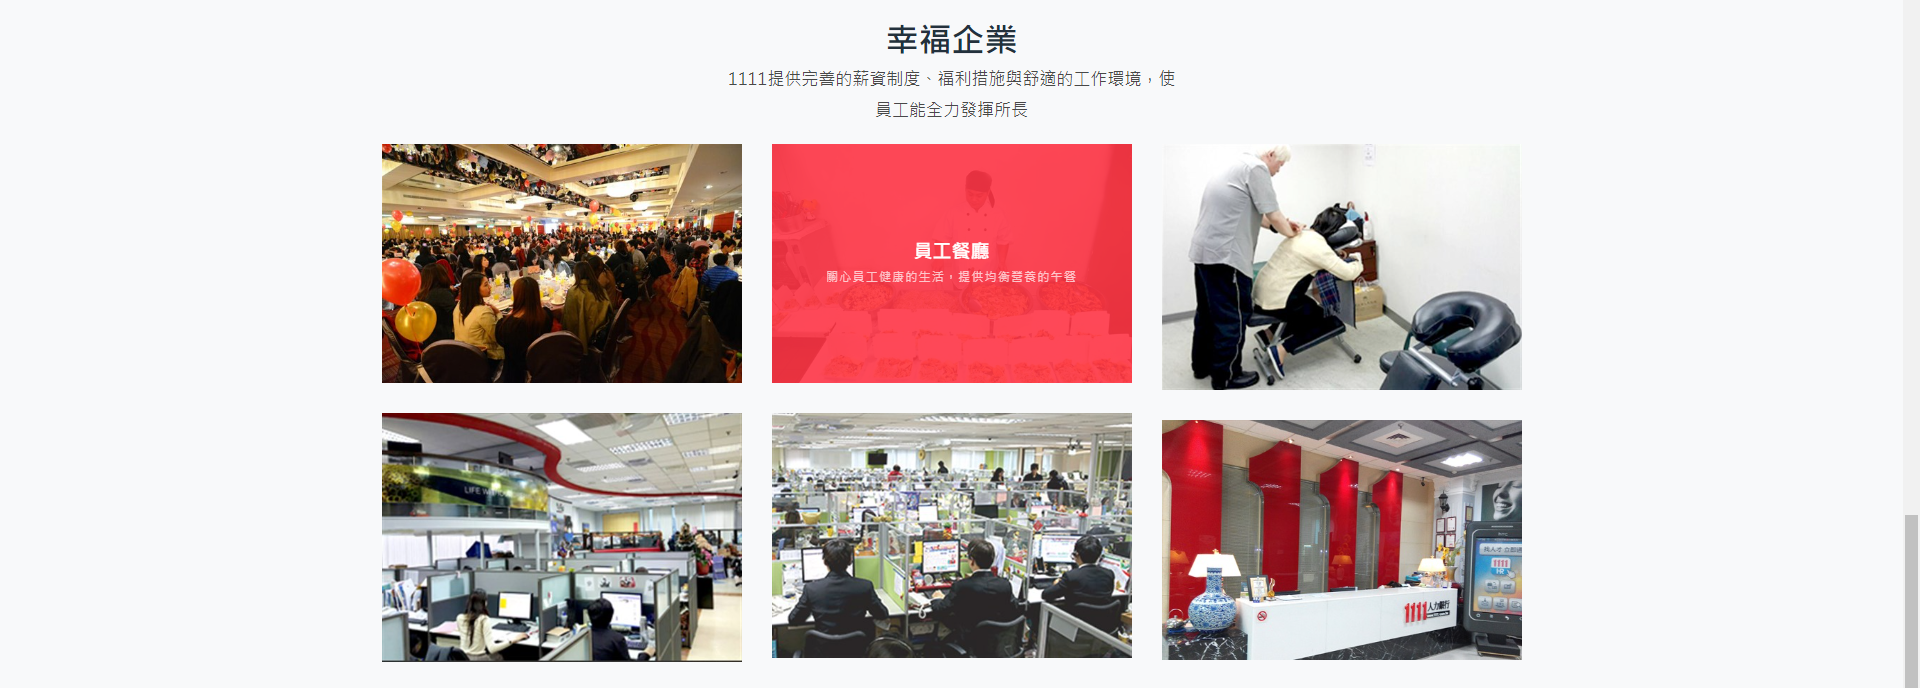 幸福企業
1111提供完善的薪資制度、福利措施與舒適的工作環境，使
員工能全力發揮所長
員工餐廳
關心員工健康的生活，提供均衡營養的午餐
1111人力銀行
1111